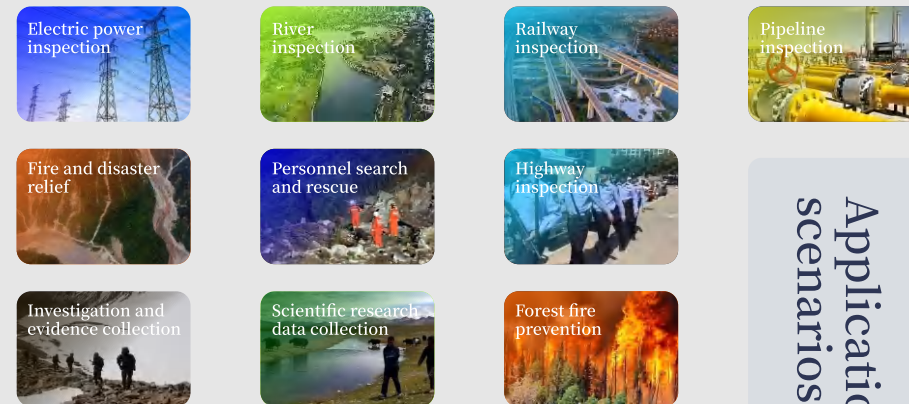 Electric power
inspection
River
inspection
Railway
inspection
Pipeline
inspection
Fire and disaster
relief
Personnel search
and rescue
Highway
inspection
Investigation and
evidence collection
Scientific research
data collection
Forest fire
prevention
Applicatic
scenarios